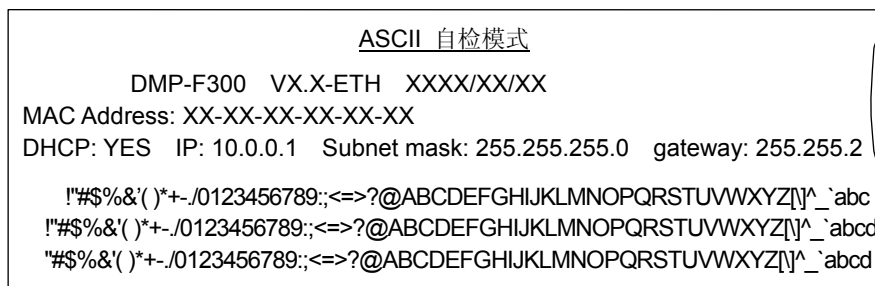 ASCII 自检模式
DMP-F300 VX.X-ETH XXXX/XX/XX
MAC Address: XX-XX-XX-XX-XX-XX
DHCP: YES IP: 10.0.0.1 Subnet mask: 255.255.255.0 gateway: 255.255.2
!"#$%&'( )*+-./0123456789:;<=>?@ABCDEFGHIJKLMNOPQRSTUVWXYZ[\]^_`abc
!"#$%&'( )*+-./0123456789:;<=>?@ABCDEFGHIJKLMNOPQRSTUVWXYZ[\]^_`abcd
"#$%&'( )*+-./0123456789:;<=>?@ABCDEFGHIJKLMNOPQRSTUVWXYZ[\]^_`abcd